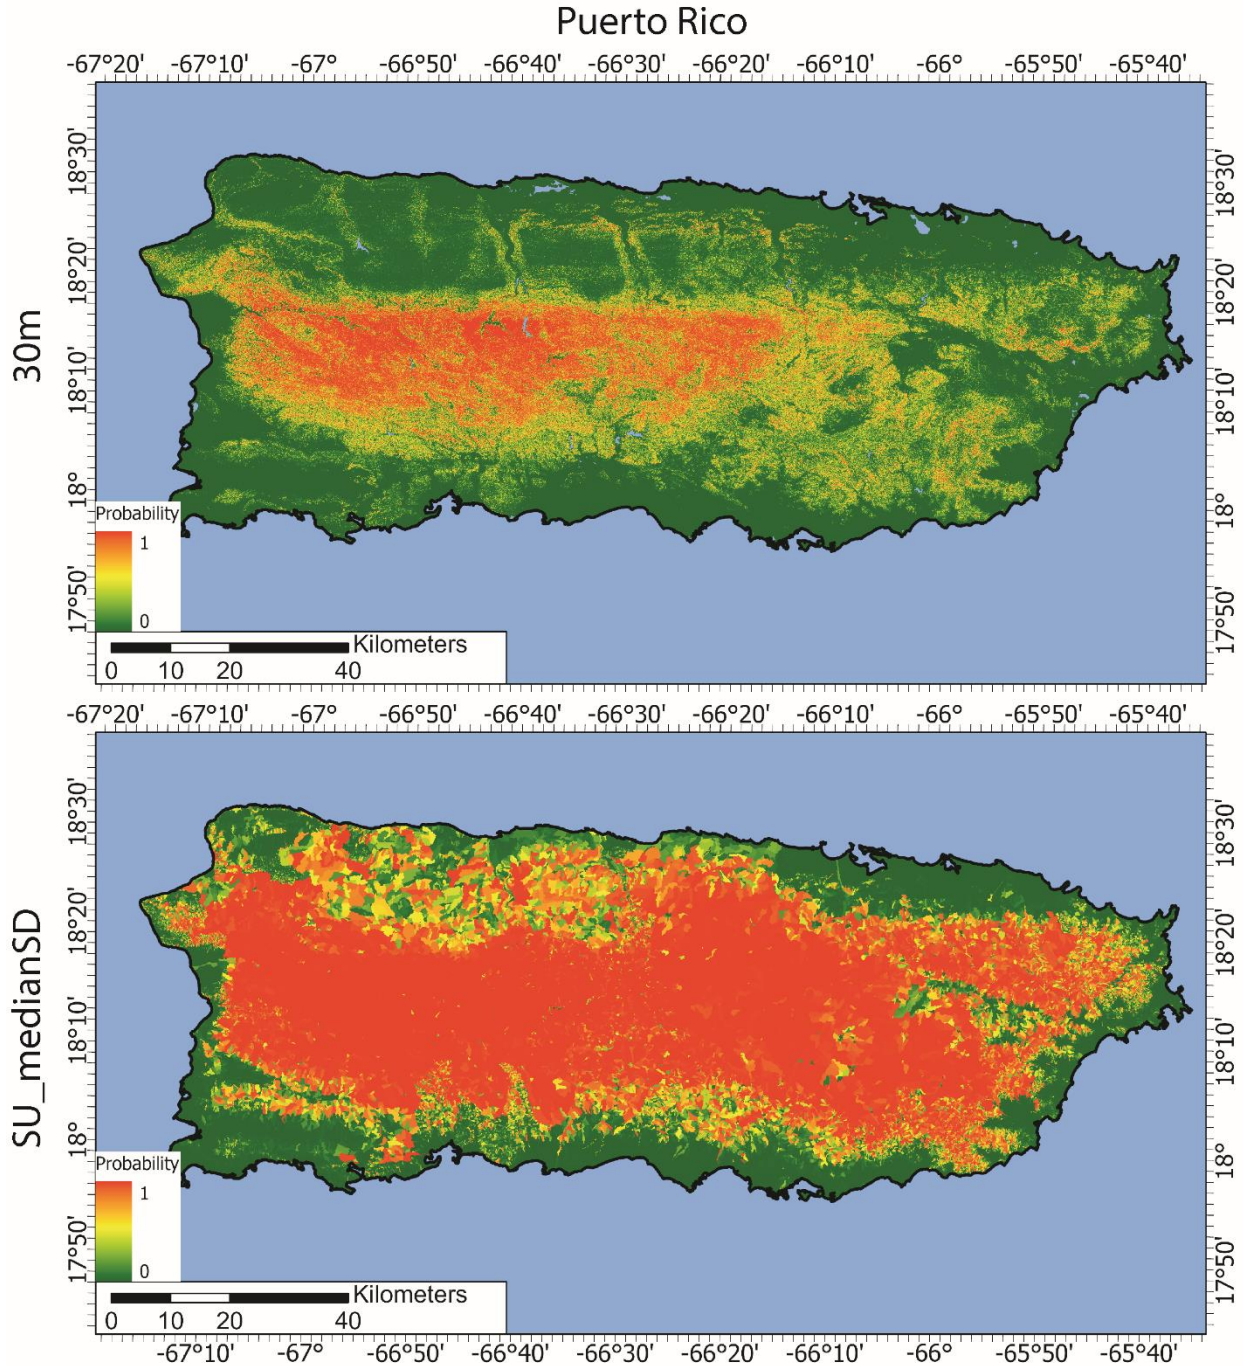 Puerto Rico
-67°20' -67°10' -67° -66°50' -66°40' -66°30' -66°20' -66°10' -66° -65°50' -65°40'
30m
18°30' 18°20' 18°10' 18° 17°50'
18°30' 18°20' 18°10' 18° 17°50'
Probability
1
0
Kilometers
0 10 20 40
-67°20' -67°10' -67° -66°50' -66°40' -66°30' -66°20' -66°10' -66° -65°50' -65°40'
SU_medianSD
18°30' 18°20' 18°10' 18° 17°50'
18°30' 18°20' 18°10' 18° 17°50'
Probability
1
0
Kilometers
0 10 20 40
-67°10' -67° -66°50' -66°40' -66°30' -66°20' -66°10' -66° -65°50' -65°40'